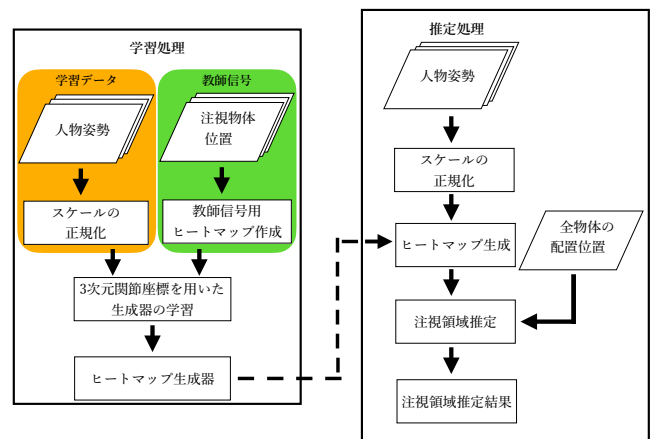 学習処理
学習データ
教師信号
人物姿勢
注視物体
位置
スケールの
正規化
教師信号用
ヒートマップ作成
3次元関節座標を用いた
生成器の学習
ヒートマップ生成器
推定処理
人物姿勢
スケールの
正規化
ヒートマップ生成
全物体の
配置位置
注視領域推定
注視領域推定結果